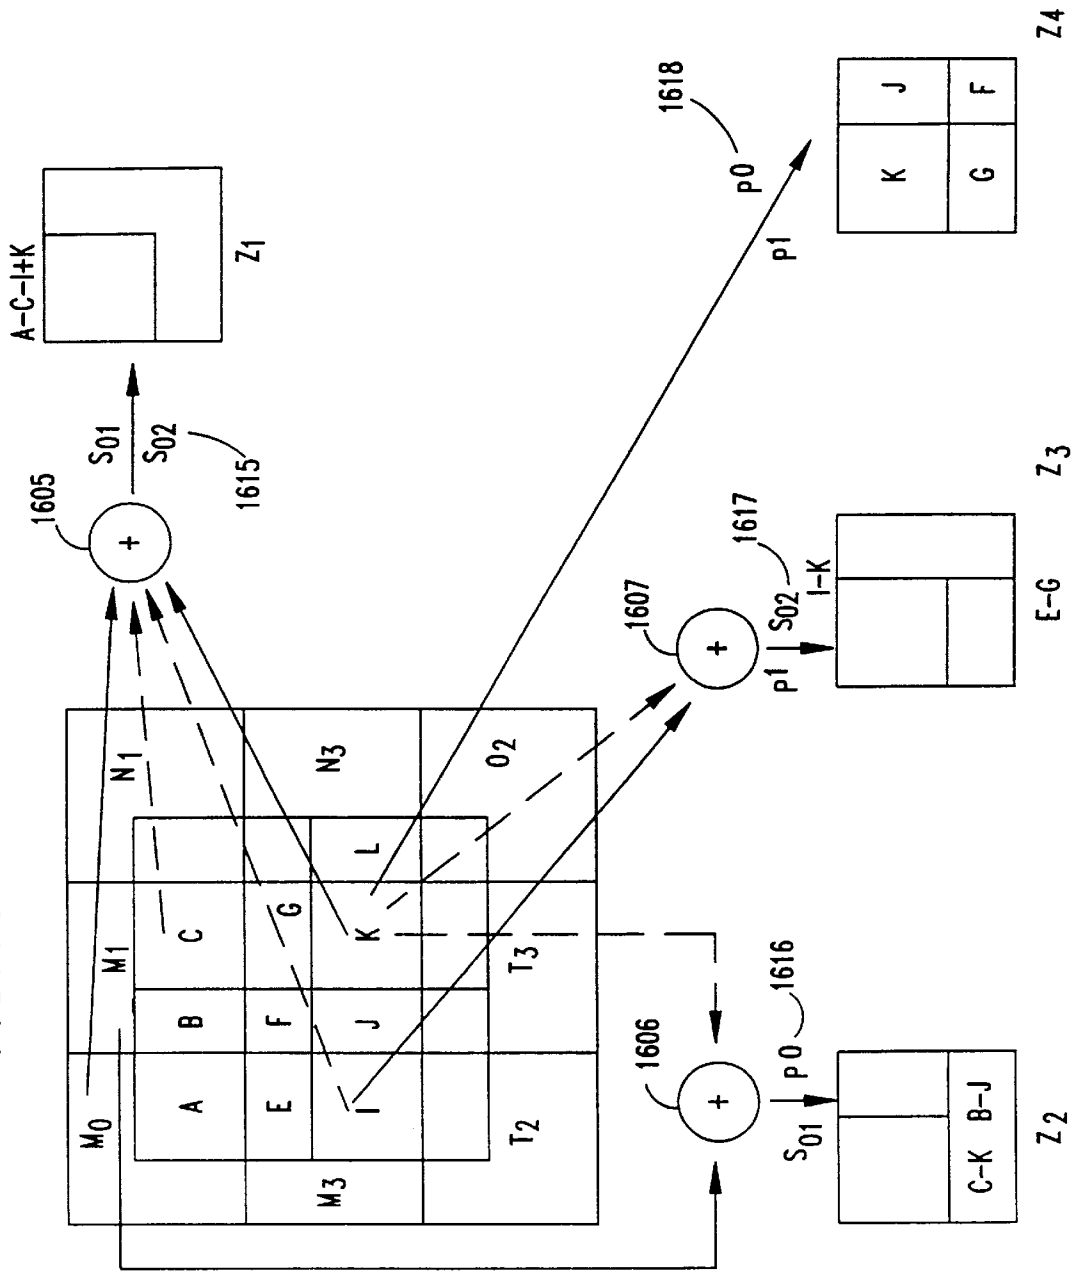 A-C-I+K
1605
M0 M1 N1
S01
S02
A B C
1615
Z1
E F G
M3 N3
I J K L
T2 T3 O2
1606
1607
1618
p0
1617
1616
p0
S01
p1 S02
p1
I-K
K J
C-K B-J
G F
Z2
E-G
Z3
Z4